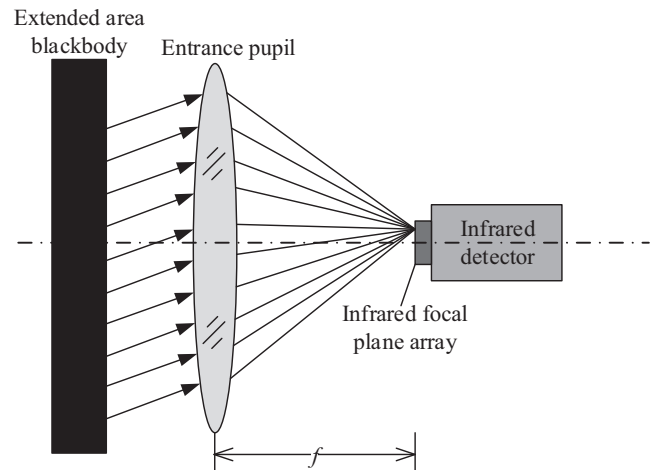 Extended area
blackbody
Entrance pupil
Infrared
detector
Infrared focal
plane array
f